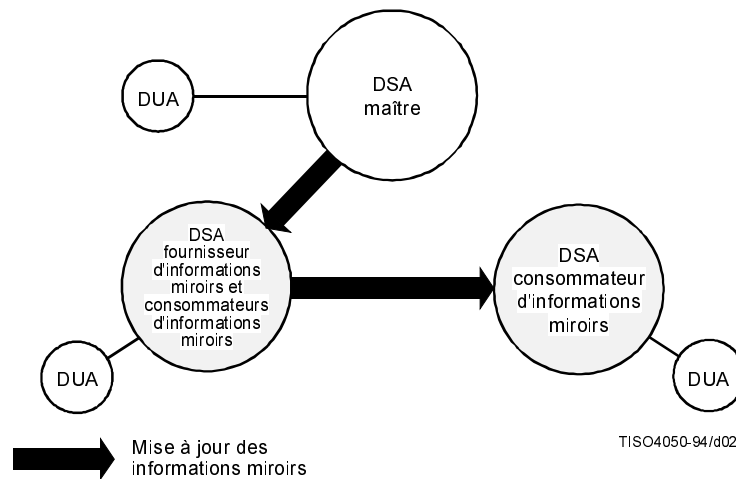 DUA
DSA
maître
DSA
fournisseur
d'informations
miroirs et
consommateurs
d'informations
miroirs
DSA
consommateur
d'informations
miroirs
DUA
DUA
Mise à jour des
informations miroirs
TISO4050-94/d02